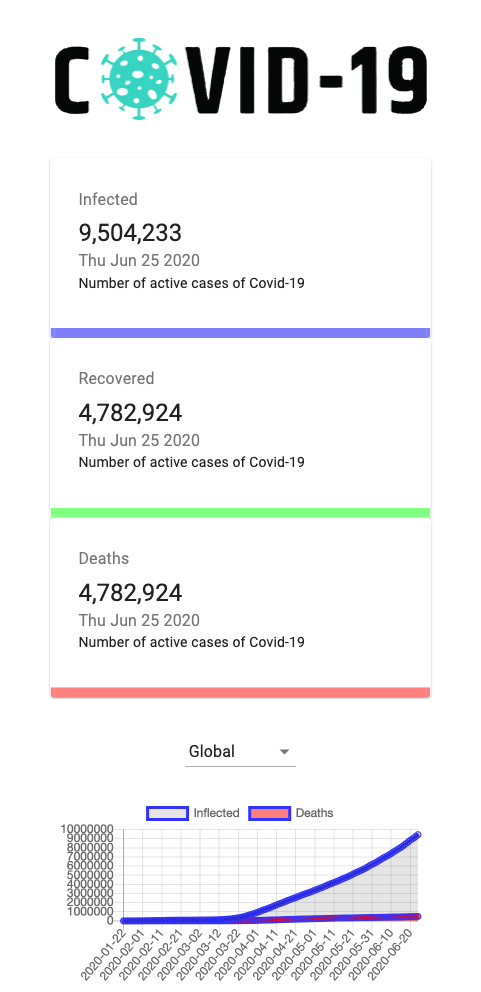 COVID-19
Infected
9,504,233
Thu Jun 25 2020
Number of active cases of Covid-19
Recovered
4,782,924
Thu Jun 25 2020
Number of active cases of Covid-19
Deaths
4,782,924
Thu Jun 25 2020
Number of active cases of Covid-19
Global
Inflected Deaths
10000000
9000000
8000000
7000000
6000000
5000000
4000000
3000000
2000000
1000000
0
2020-01-22 2020-02-01 2020-02-11 2020-02-21 2020-03-02 2020-03-12 2020-05-22 2020-04-01 2020-04-11 2020-04-21 2020-05-01 2020-05-11 2020-05-21 2020-05-31 2020-06-10 2020-06-20